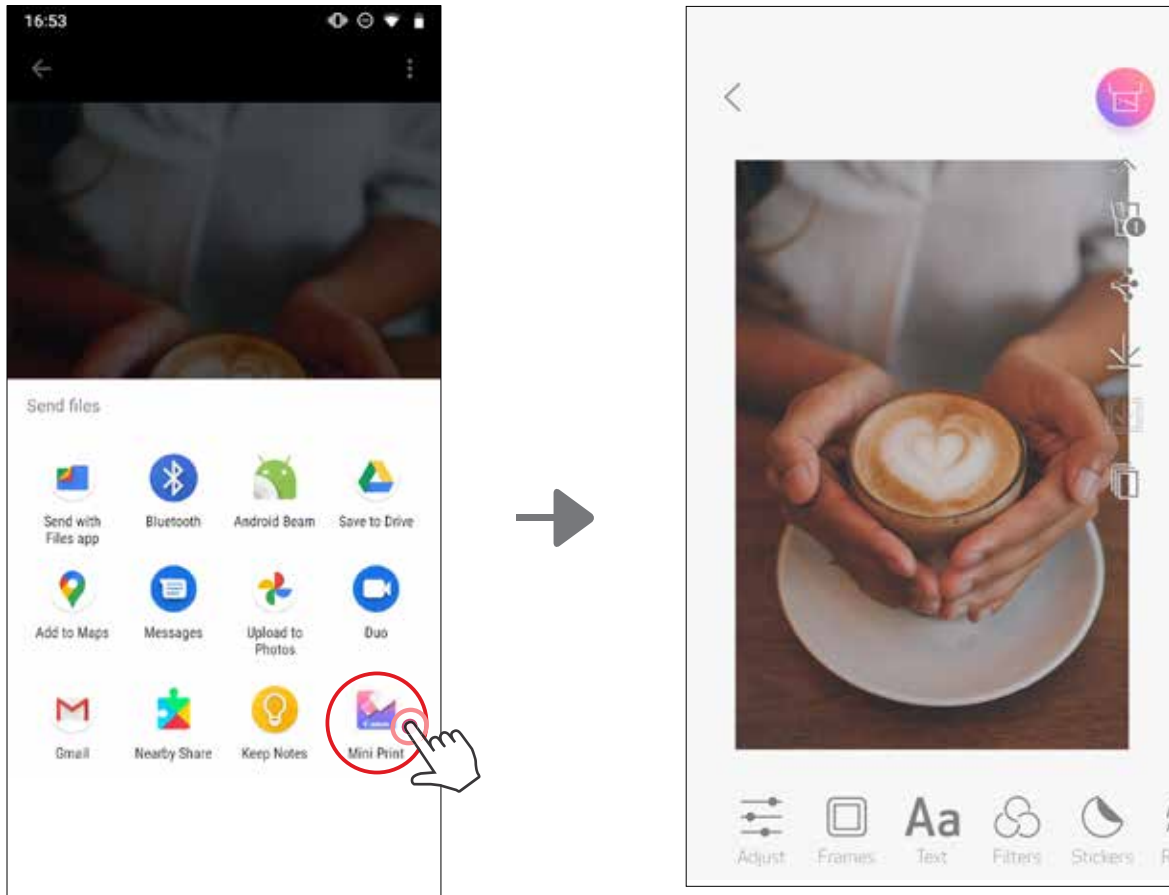 16:53
Send files
Send with
Files app
Bluetooth
Android Beam
Save to Drive
Add to Maps
Messages
Upload to
Photos
Duo
Gmail
Nearby Share
Keep Notes
Mini Print
Aa
Adjust
Frames
Text
Filters
Stickers